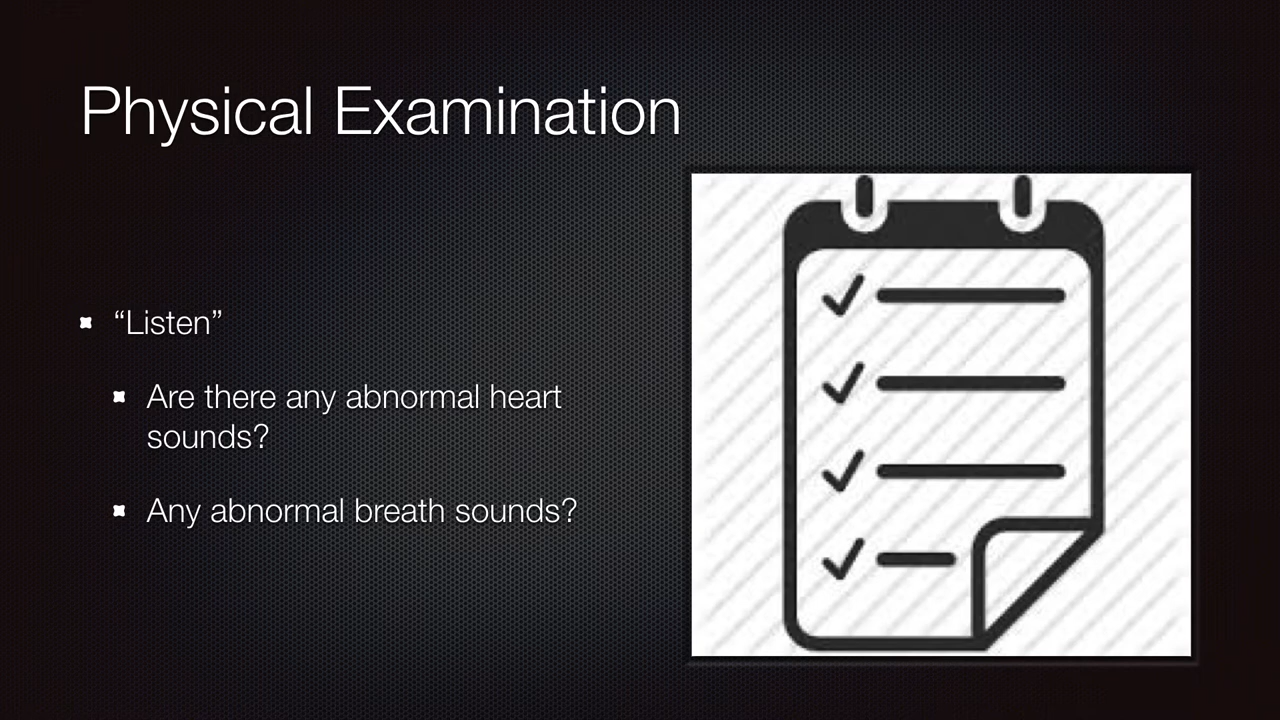 Physical Examination
“Listen”
Are there any abnormal heart
sounds?
Any abnormal breath sounds?